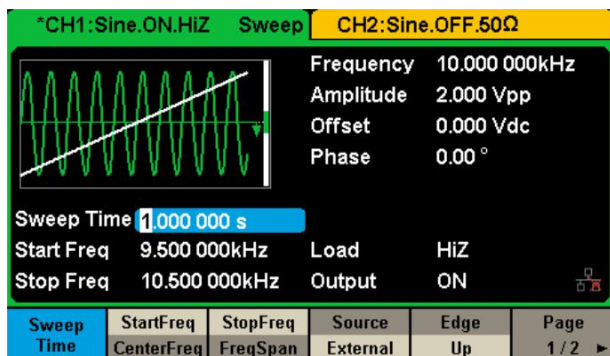 *CH1:Sine.ON.HiZ Sweep CH2:Sine.OFF.50Ω
Frequency 10.000 000kHz
Amplitude 2.000 Vpp
Offset 0.000 Vdc
Phase 0.00 °
Sweep Time 1.000 000 s
Start Freq 9.500 000kHz Load HiZ
Stop Freq 10.500 000kHz Output ON
Sweep StartFreq StopFreq Source Edge Page
Time CenterFreq FreqSpan External Up 1/2 ►